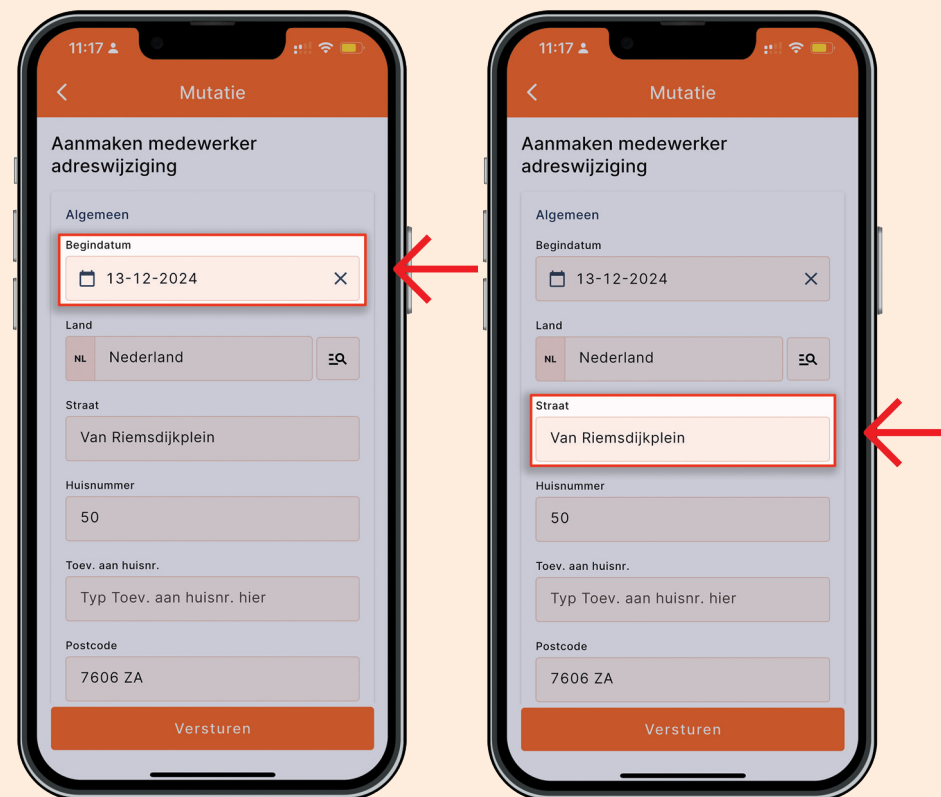 11:17
Mutatie
Aanmaken medewerker
adreswijziging
Algemeen
Begindatum
13-12-2024
Land
NL Nederland
Straat
Van Riemsdijkplein
Huisnummer
50
Toev. aan huisnr.
Typ Toev. aan huisnr. hier
Postcode
7606 ZA
Versturen
11:17
Mutatie
Aanmaken medewerker
adreswijziging
Algemeen
Begindatum
13-12-2024
Land
NL Nederland
Straat
Van Riemsdijkplein
Huisnummer
50
Toev. aan huisnr.
Typ Toev. aan huisnr. hier
Postcode
7606 ZA
Versturen